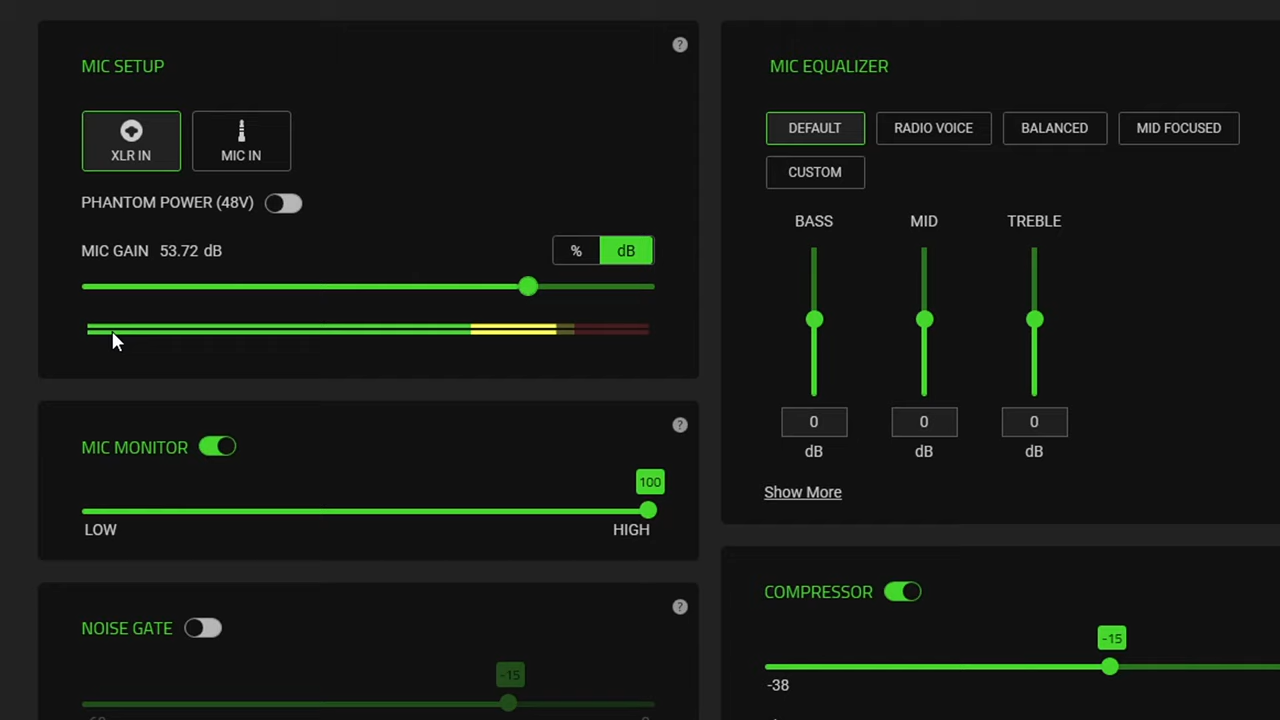 MIC SETUP
?
XLR IN
MIC IN
PHANTOM POWER (48V)
MIC GAIN 53.72 dB
% dB
MIC MONITOR
?
100
LOW
HIGH
NOISE GATE
?
-15
MIC EQUALIZER
DEFAULT
RADIO VOICE
BALANCED
MID FOCUSED
CUSTOM
BASS
MID
TREBLE
0
0
0
dB
dB
dB
Show More
COMPRESSOR
-15
-38